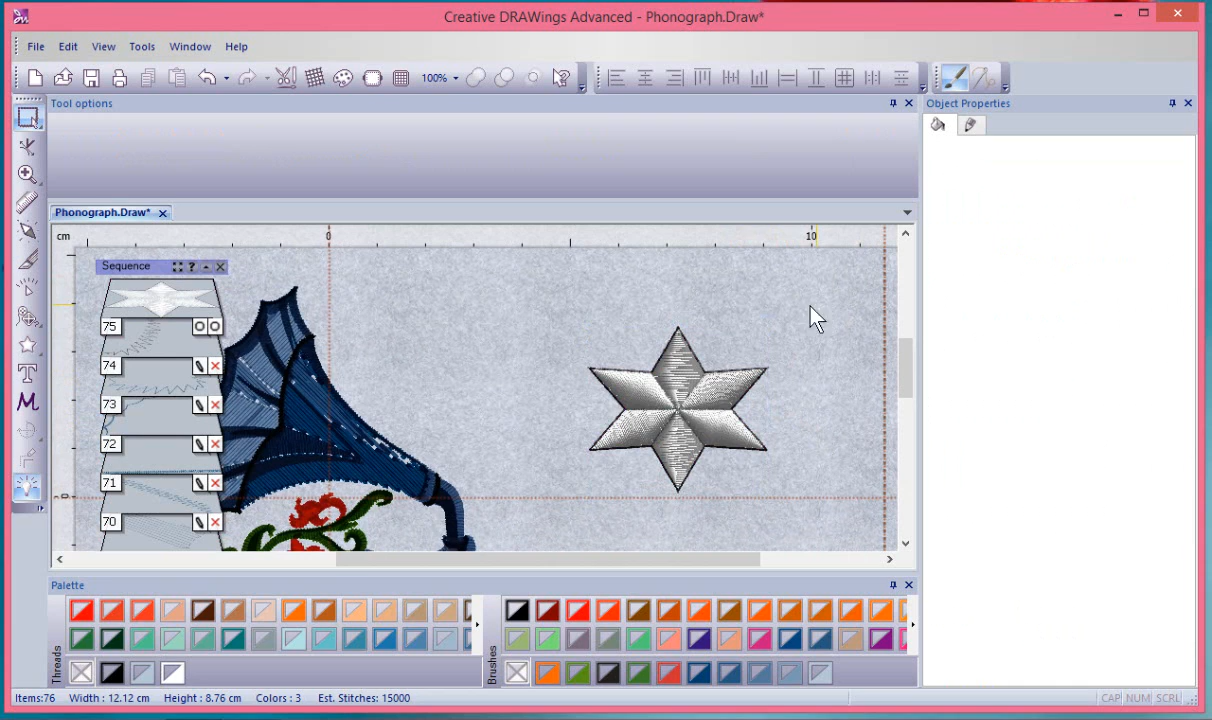 Creative DRAWings Advanced - Phonograph.Draw*
File Edit View Tools Window Help
100%
Tool options
Object Properties
Phonograph.Draw*
cm 0 10
Sequence
75
74
73
72
71
70
0
Palette
Threads
Brushes
Items:76 Width : 12.12 cm Height : 8.76 cm Colors : 3 Est. Stitches: 15000 CAP NUM SCRL